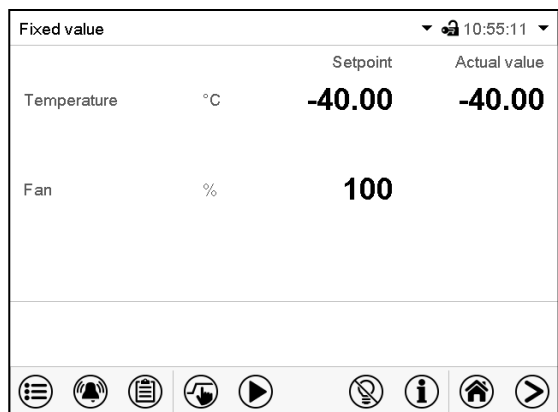 Fixed value 10:55:11
Setpoint Actual value
Temperature °C -40.00 -40.00
Fan % 100